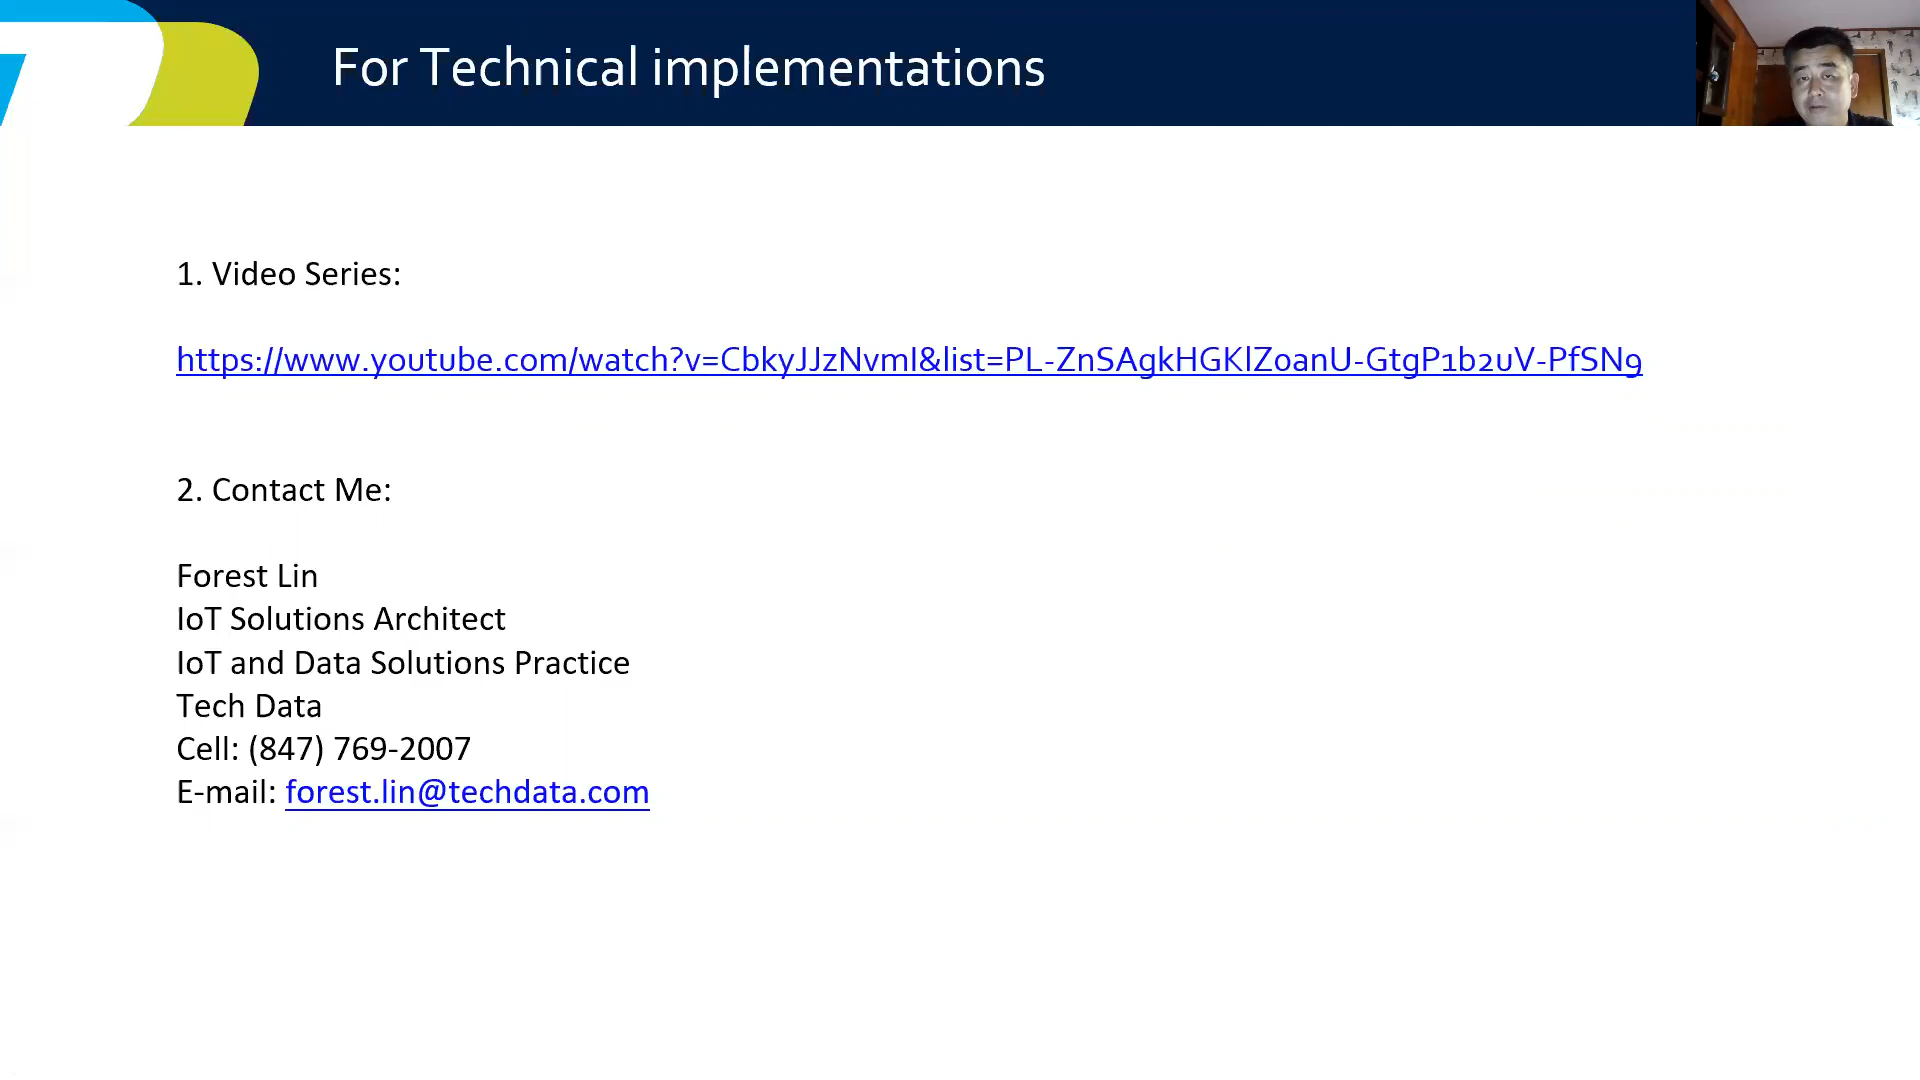 For Technical implementations
1. Video Series:
https://www.youtube.com/watch?v=CbkyJJzNvmI&list=PL-ZnSAgkHGKlZoanU-GtgP1b2uV-PfSN9
2. Contact Me:
Forest Lin
IoT Solutions Architect
IoT and Data Solutions Practice
Tech Data
Cell: (847) 769-2007
E-mail: forest.lin@techdata.com